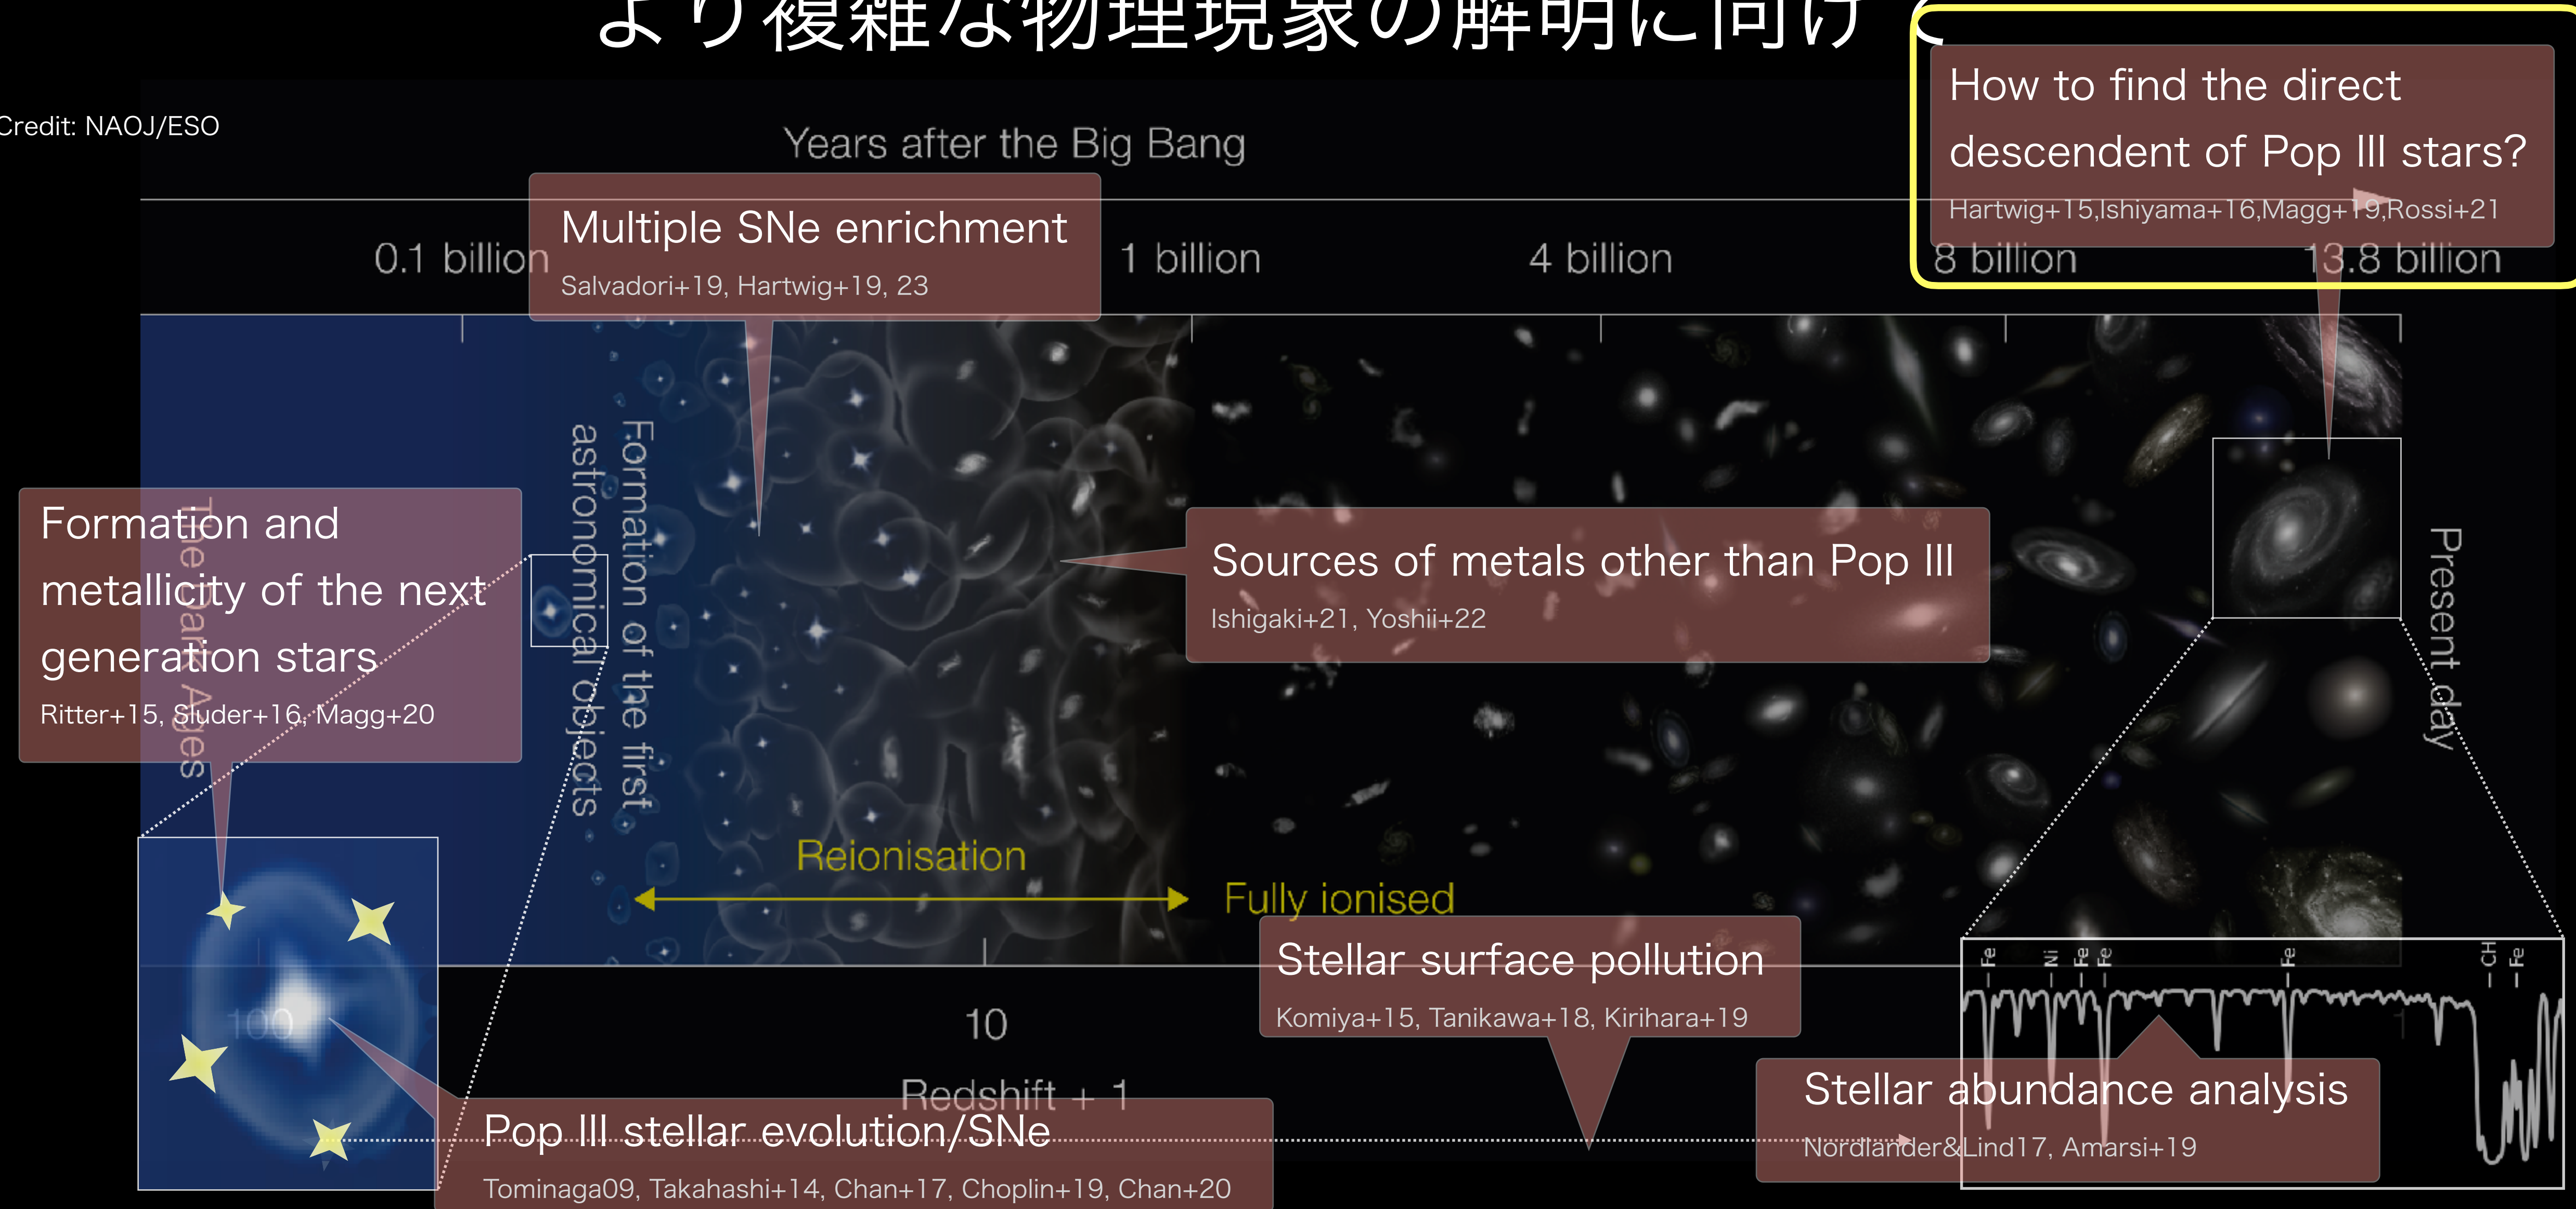 より複雑な物理現象の解明に向けて
Credit: NAOJ/ESO
Years after the Big Bang
0.1 billion
1 billion
4 billion
8 billion
13.8 billion
How to find the direct
descendent of Pop III stars?
Hartwig+15,Ishiyama+16,Magg+19,Rossi+21
Multiple SNe enrichment
Salvadori+19, Hartwig+19, 23
Formation and
metallicity of the next
generation stars
Ritter+15, Sluder+16, Magg+20
The Dark Ages
Formation of the first
astronomical objects
Sources of metals other than Pop III
Ishigaki+21, Yoshii+22
Present day
Reionisation
Fully ionised
Stellar surface pollution
Komiya+15, Tanikawa+18, Kirihara+19
Fe
Ni
Fe
Fe
Fe
CH
Fe
100
10
1
Redshift + 1
Stellar abundance analysis
Nordlander&Lind17, Amarsi+19
Pop III stellar evolution/SNe
Tominaga09, Takahashi+14, Chan+17, Choplin+19, Chan+20